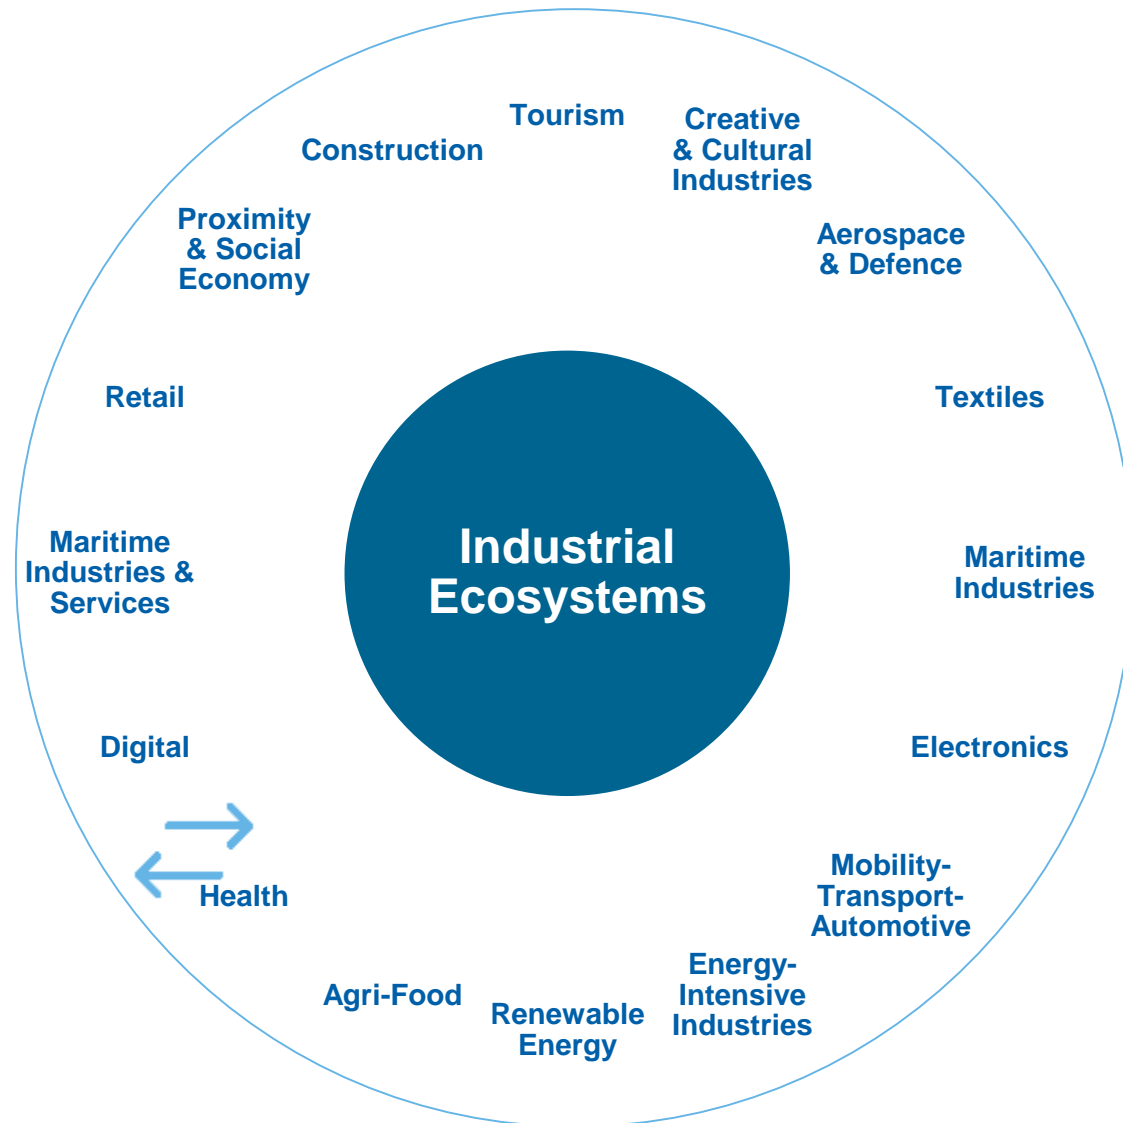 Tourism
Creative
& Cultural
Industries
Construction
Proximity
& Social
Economy
Aerospace
& Defence
Retail
Textiles
Industrial
Ecosystems
Maritime
Industries &
Services
Maritime
Industries
Digital
Electronics
Health
Mobility-
Transport-
Automotive
Agri-Food
Renewable
Energy
Energy-
Intensive
Industries